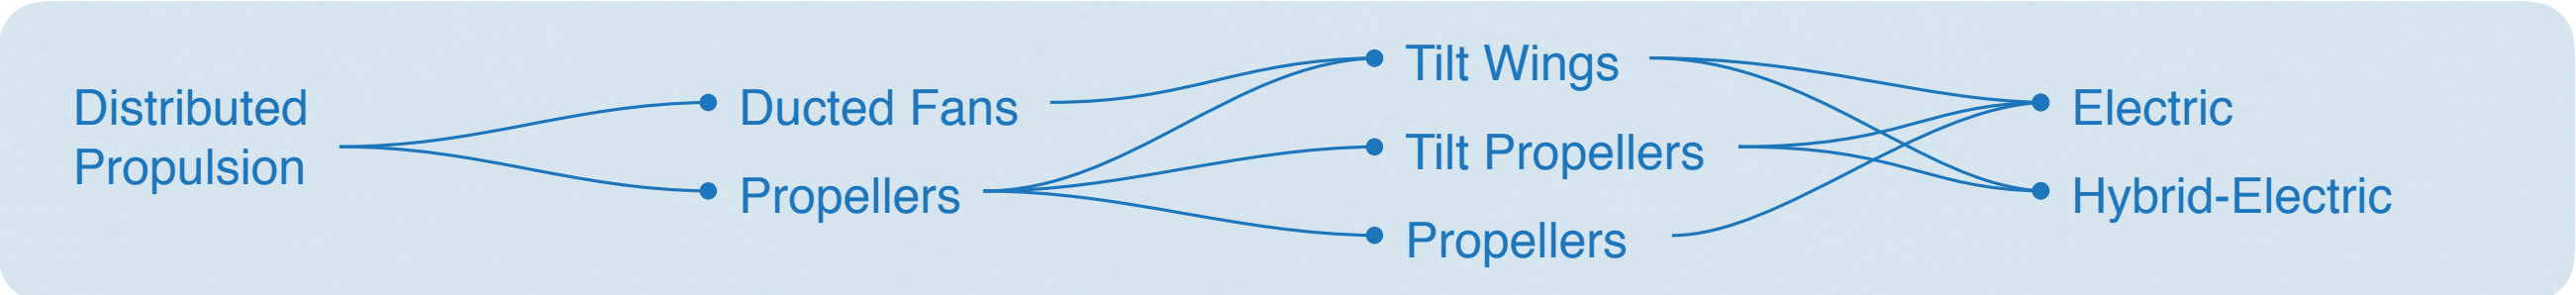 Distributed
Propulsion
Ducted Fans
Propellers
Tilt Wings
Tilt Propellers
Propellers
Electric
Hybrid-Electric